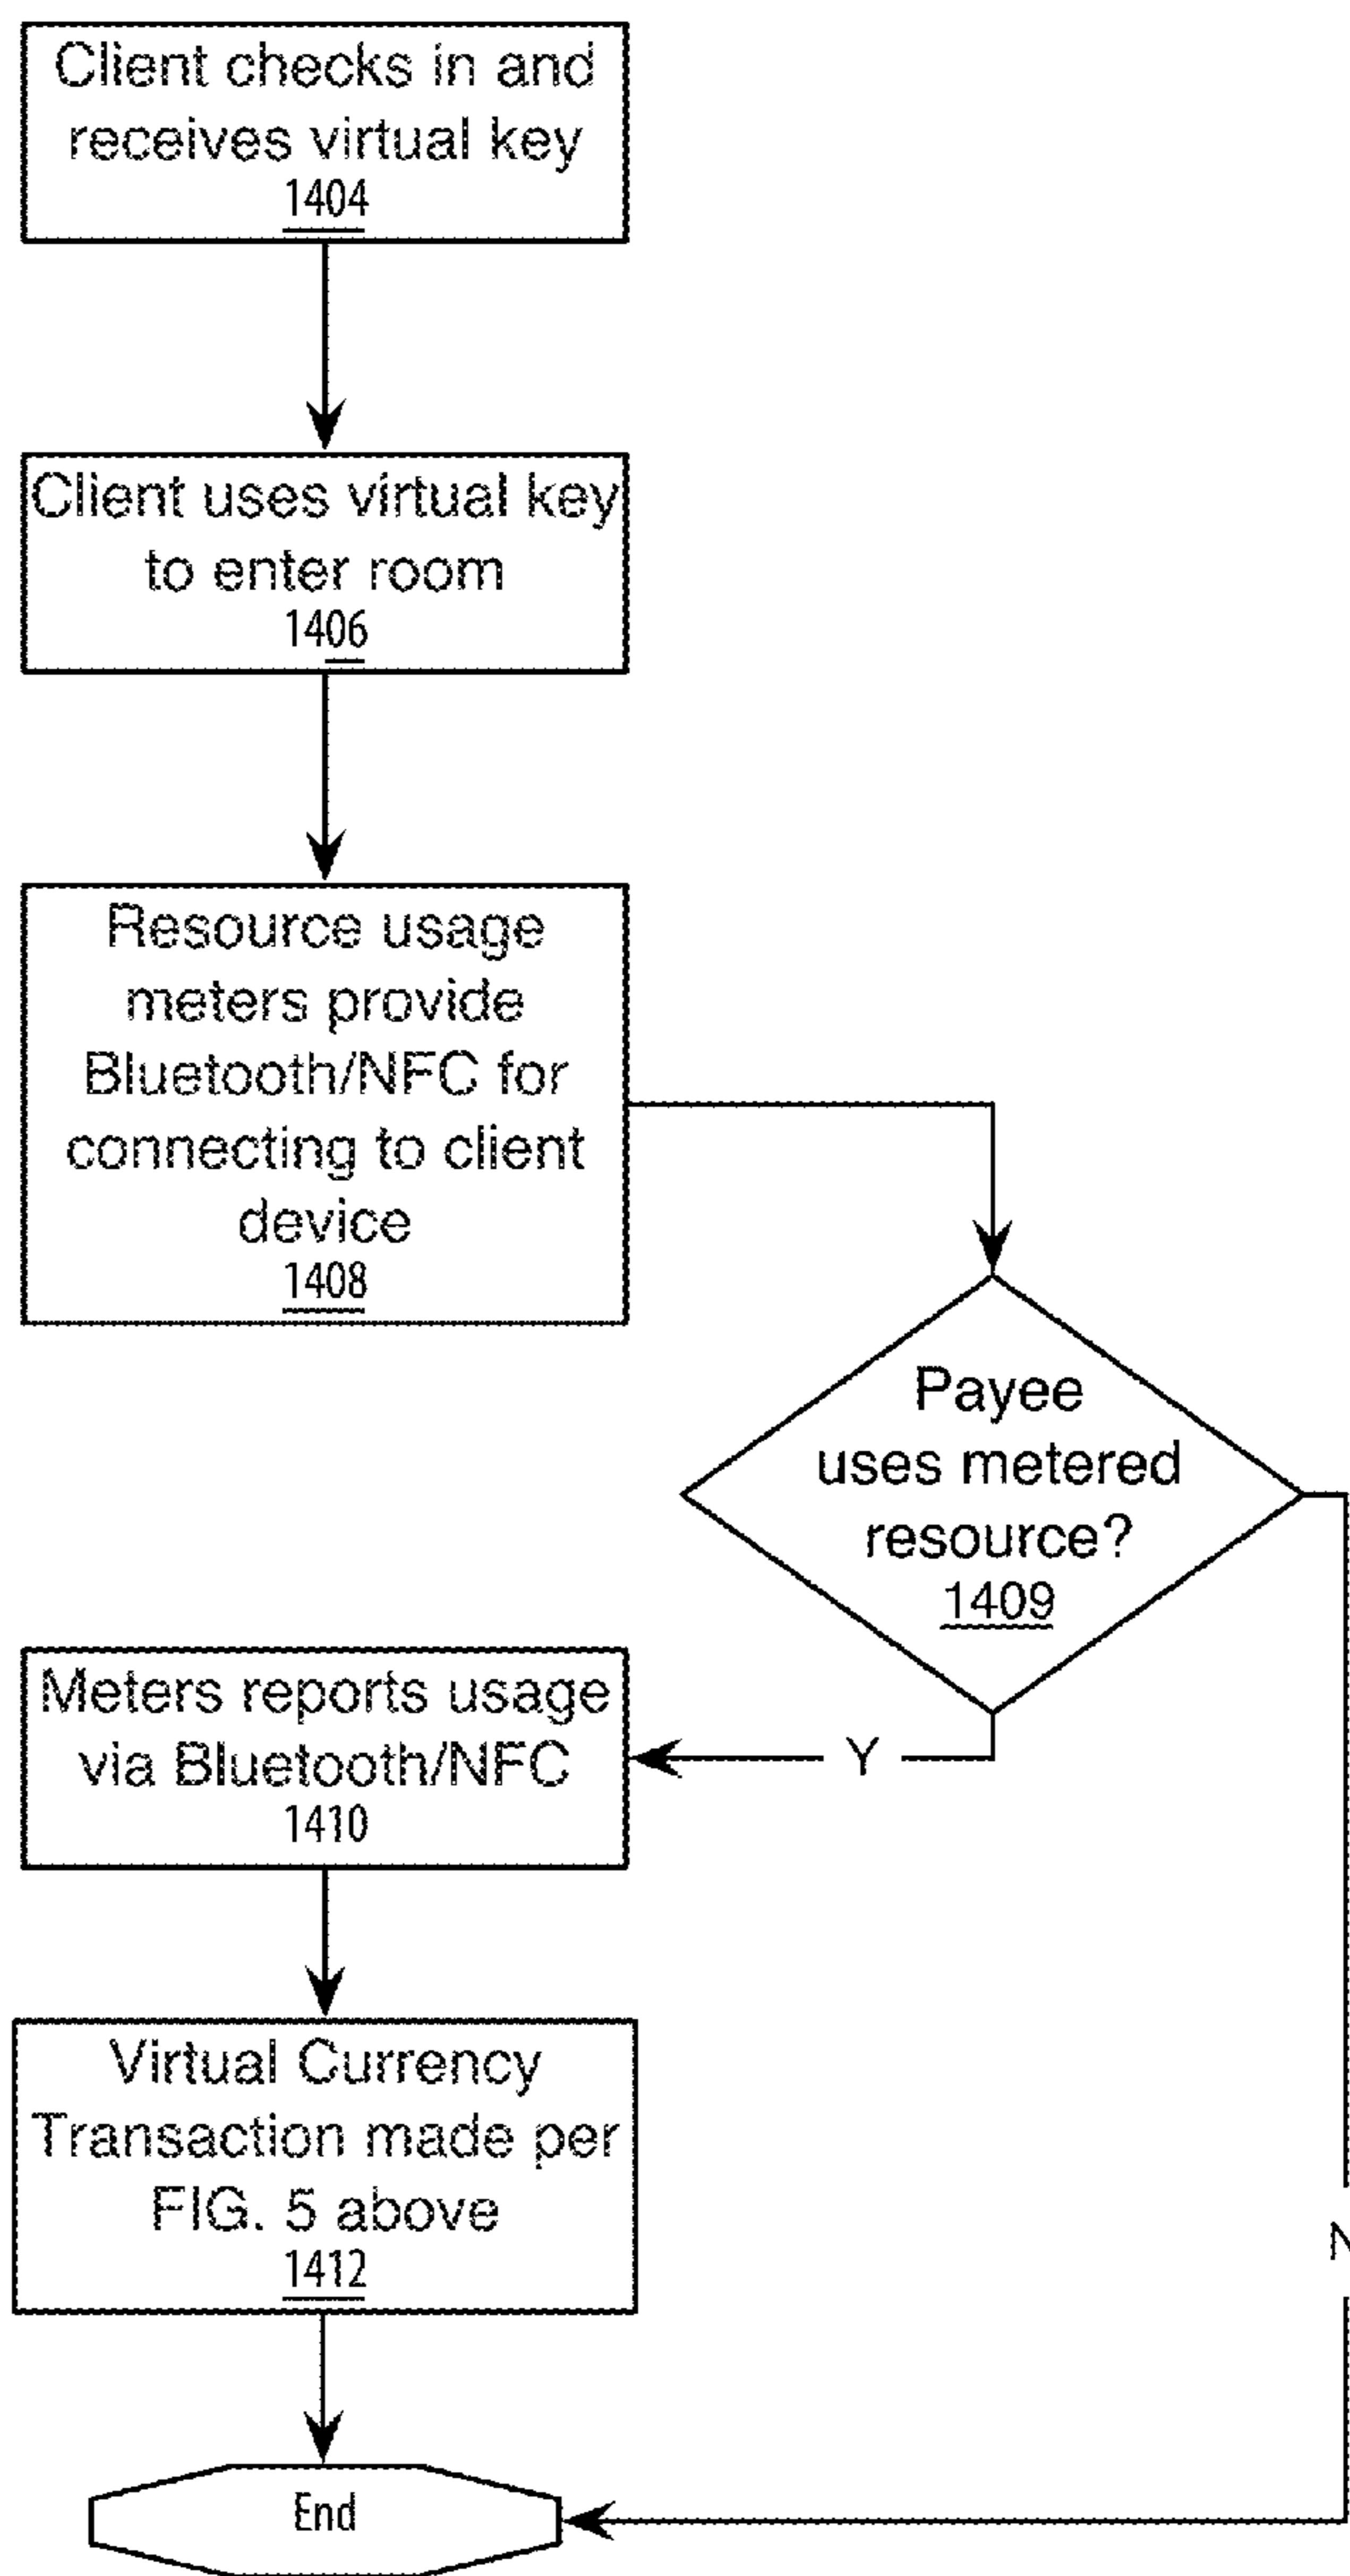 Client checks in and
receives virtual key
1404
Client uses virtual key
to enter room
1406
Resource usage
meters provide
Bluetooth/NFC for
connecting to client
device
1408
Payee
uses metered
resource?
1409
Meters reports usage
via Bluetooth/NFC
1410
Y
Virtual Currency
Transaction made per
FIG. 5 above
1412
N
End